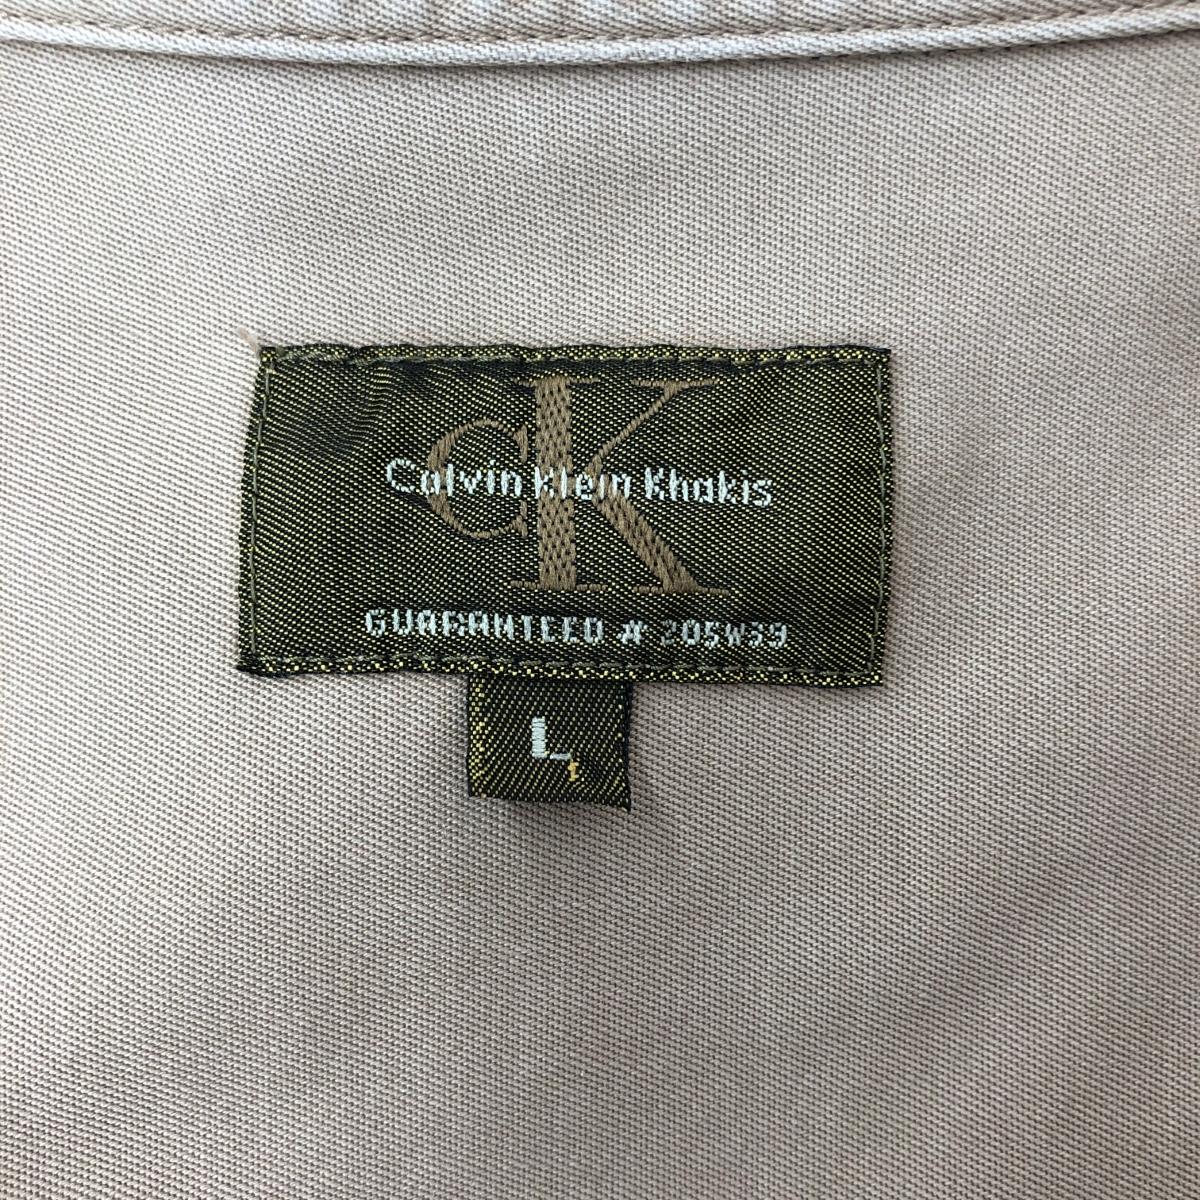 cK
Calvin Klein Khakis
GUARANTEED ☆ 205W39
L
t